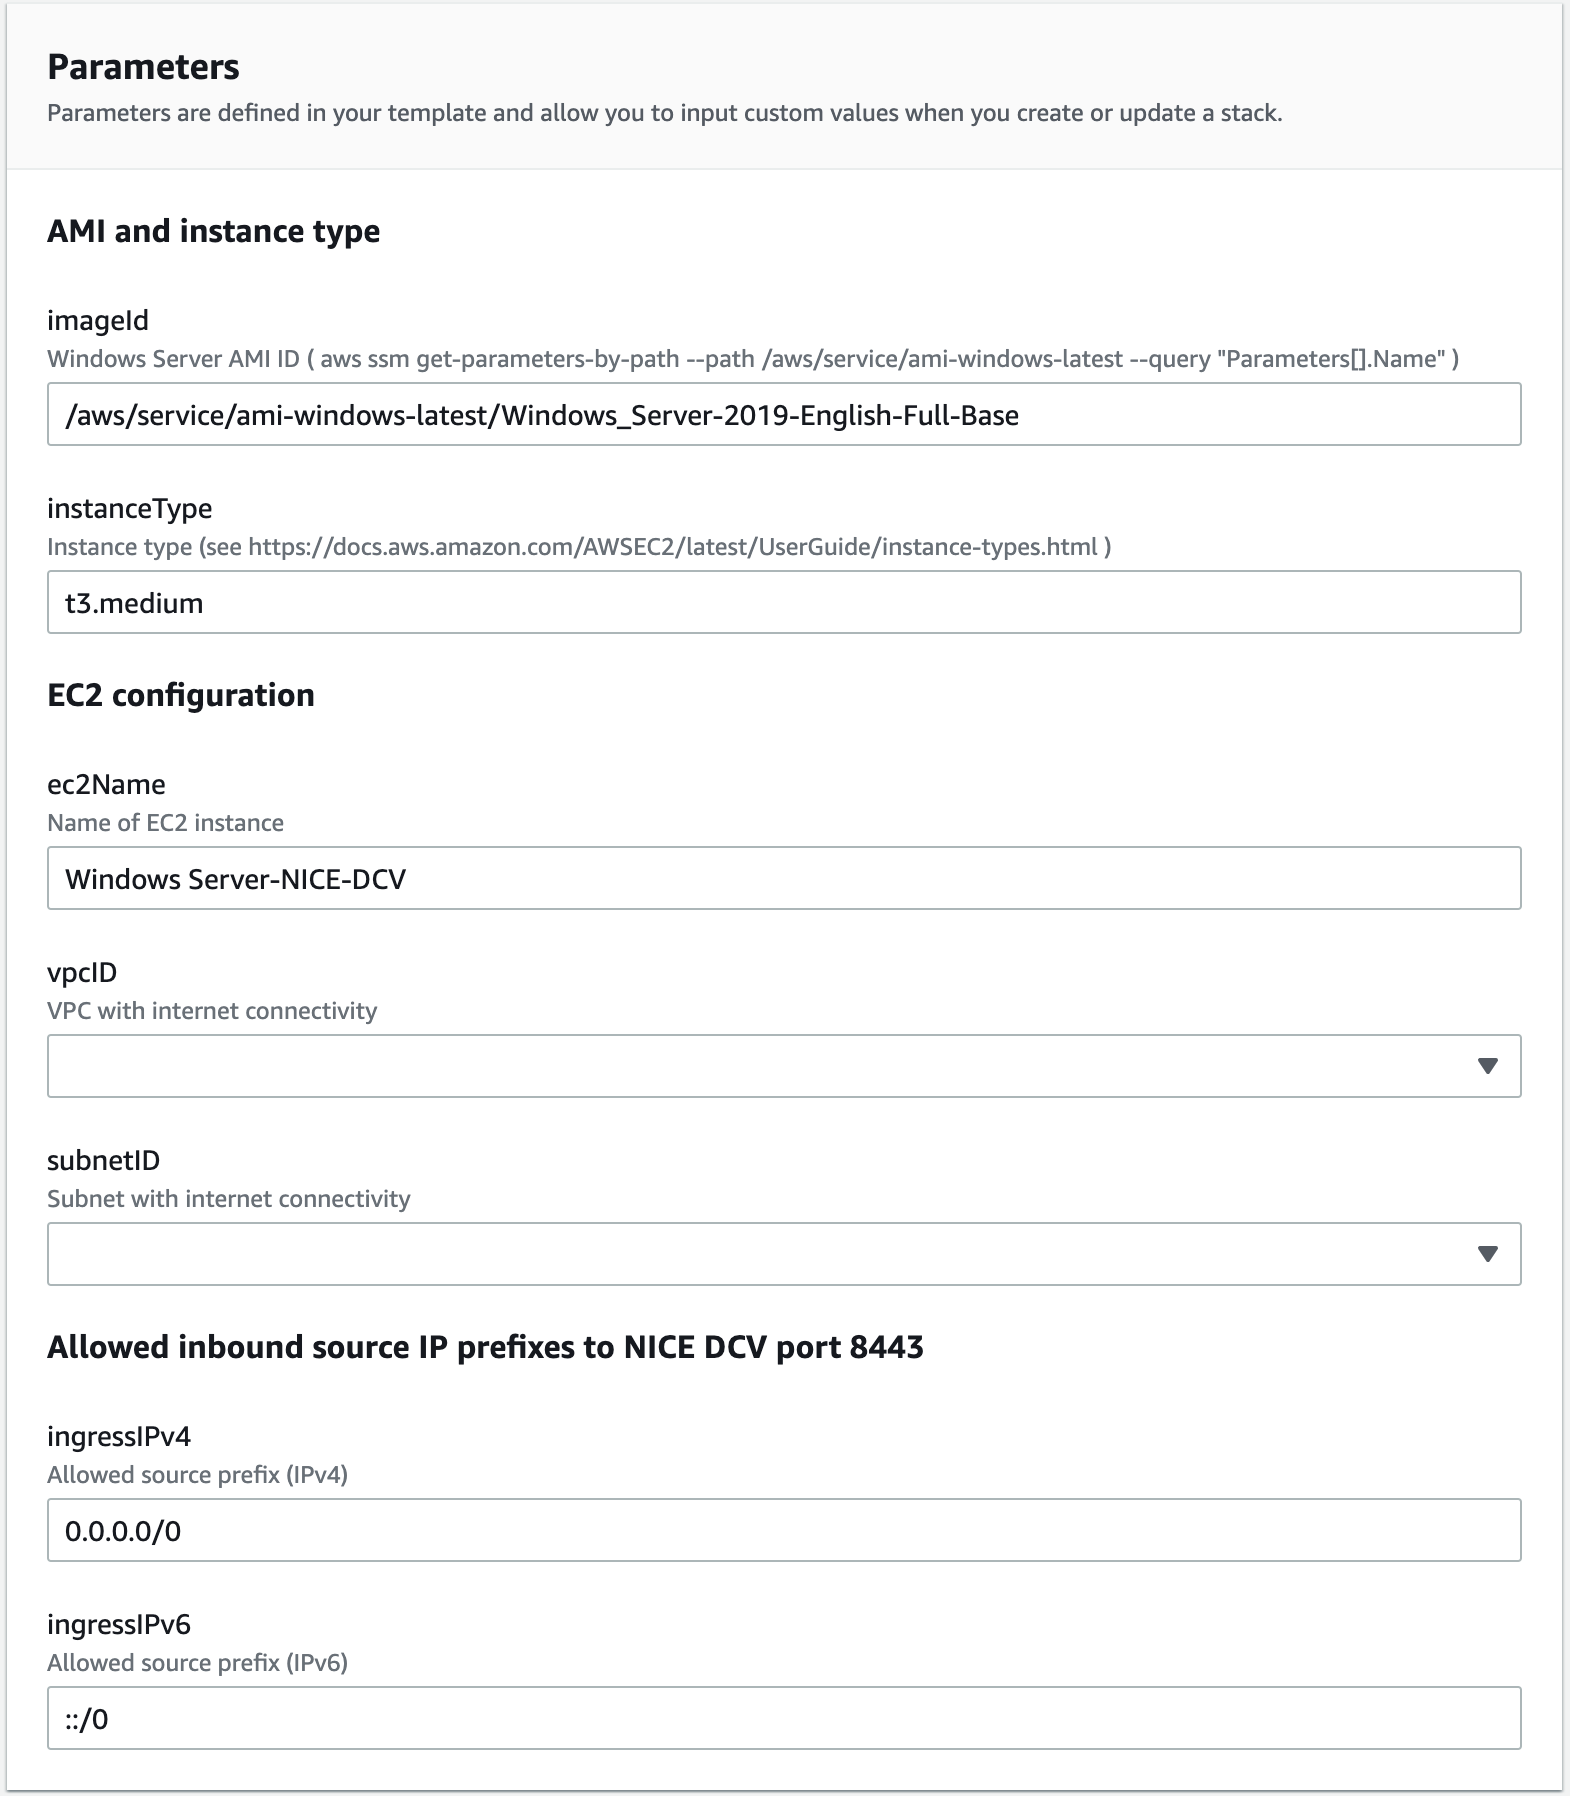 Parameters
Parameters are defined in your template and allow you to input custom values when you create or update a stack.
AMI and instance type
imageId
Windows Server AMI ID ( aws ssm get-parameters-by-path --path /aws/service/ami-windows-latest --query "Parameters[].Name" )
/aws/service/ami-windows-latest/Windows_Server-2019-English-Full-Base
instanceType
Instance type (see https://docs.aws.amazon.com/AWSEC2/latest/UserGuide/instance-types.html )
t3.medium
EC2 configuration
ec2Name
Name of EC2 instance
Windows Server-NICE-DCV
vpcID
VPC with internet connectivity
subnetID
Subnet with internet connectivity
Allowed inbound source IP prefixes to NICE DCV port 8443
ingressIPv4
Allowed source prefix (IPv4)
0.0.0.0/0
ingressIPv6
Allowed source prefix (IPv6)
::/0